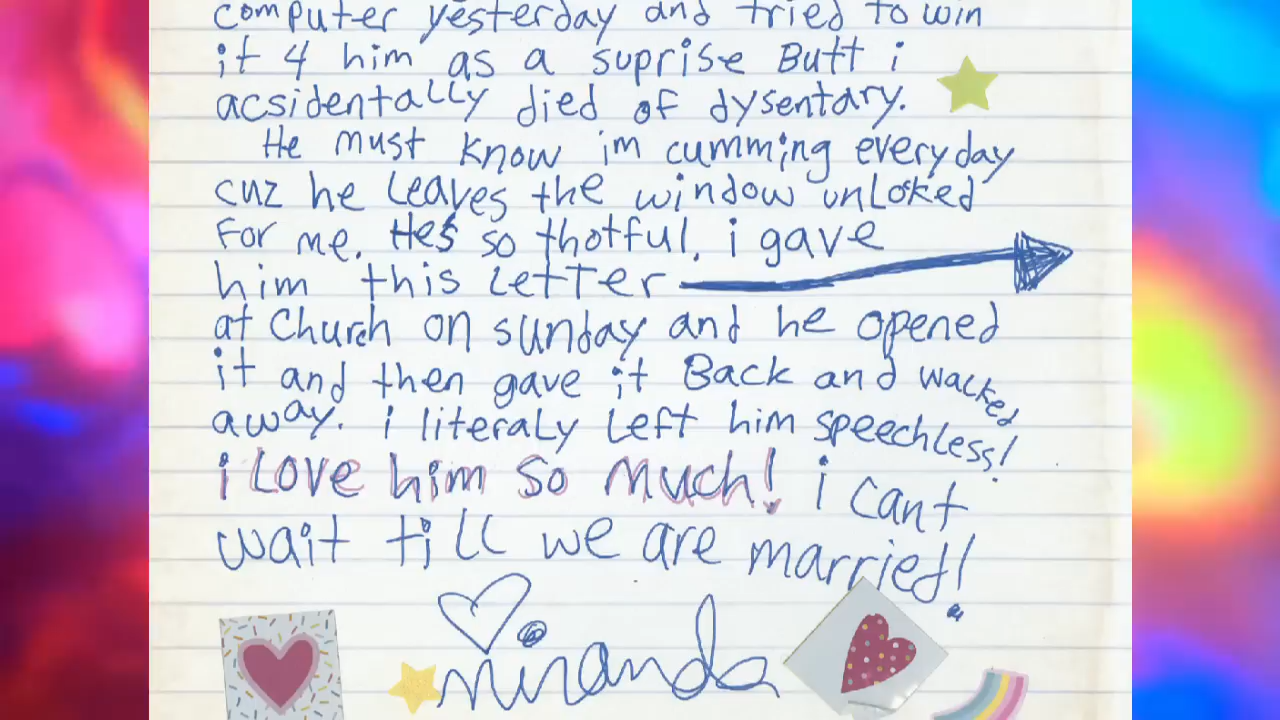 computer yesterday and tried to win
it 4 him as a suprise Butt i
acsidentally died of dysentary.
He must know im cumming everyday
cuz he leaves the window unloked
for me. Hes so thotful. i gave
him this letter
at Church on sunday and he opened
it and then gave it Back and walked
away. i literaly left him speechless!
i love him so much! i cant
wait till we are married!
miranda